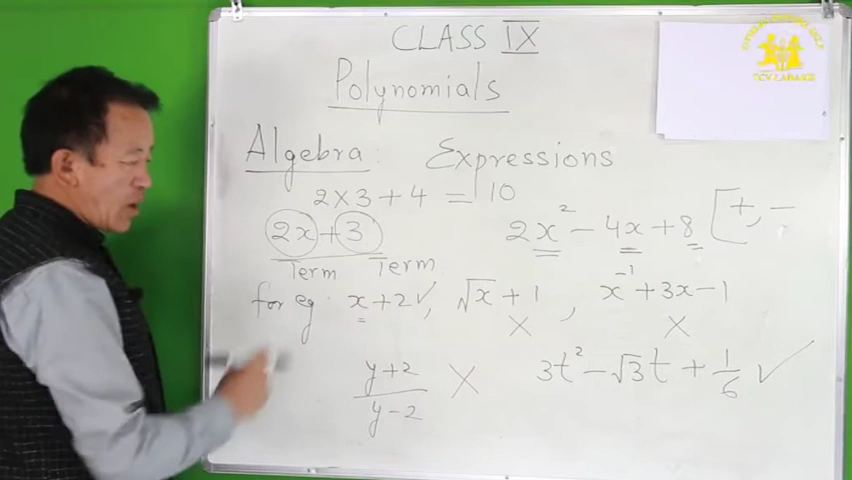 CLASS IX
Polynomials
Algebra: Expressions
2×3+4 = 10
2x+3
2x² - 4x + 8 [+, -
Term Term
for eg: x+2✓, √x+1, x⁻¹+3x-1
× ×
y+2
y-2
×
3t² - √3t + 1/6 ✓